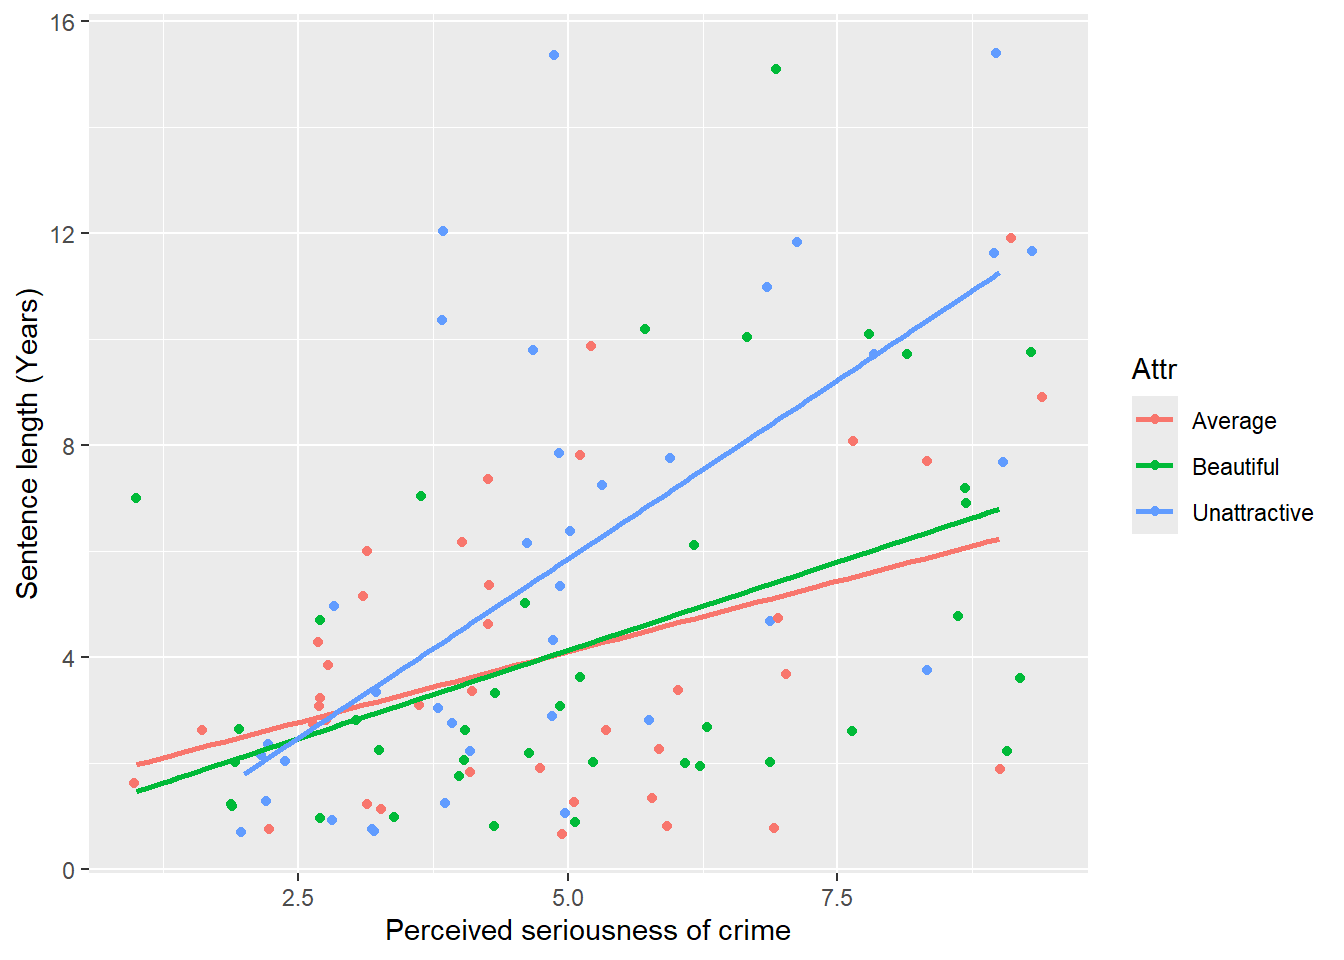 16
12
8
4
0
2.5 5.0 7.5
Perceived seriousness of crime
Sentence length (Years)
Attr
Average
Beautiful
Unattractive